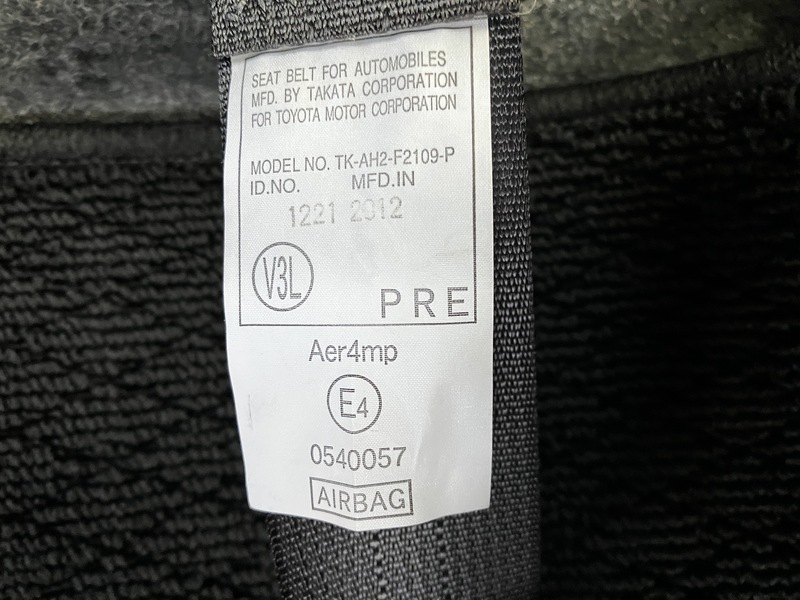 SEAT BELT FOR AUTOMOBILES
MFD. BY TAKATA CORPORATION
FOR TOYOTA MOTOR CORPORATION
MODEL NO. TK-AH2-F2109-P
ID.NO. MFD.IN
1221 2012
V3L
PRE
Aer4mp
E4
0540057
AIRBAG